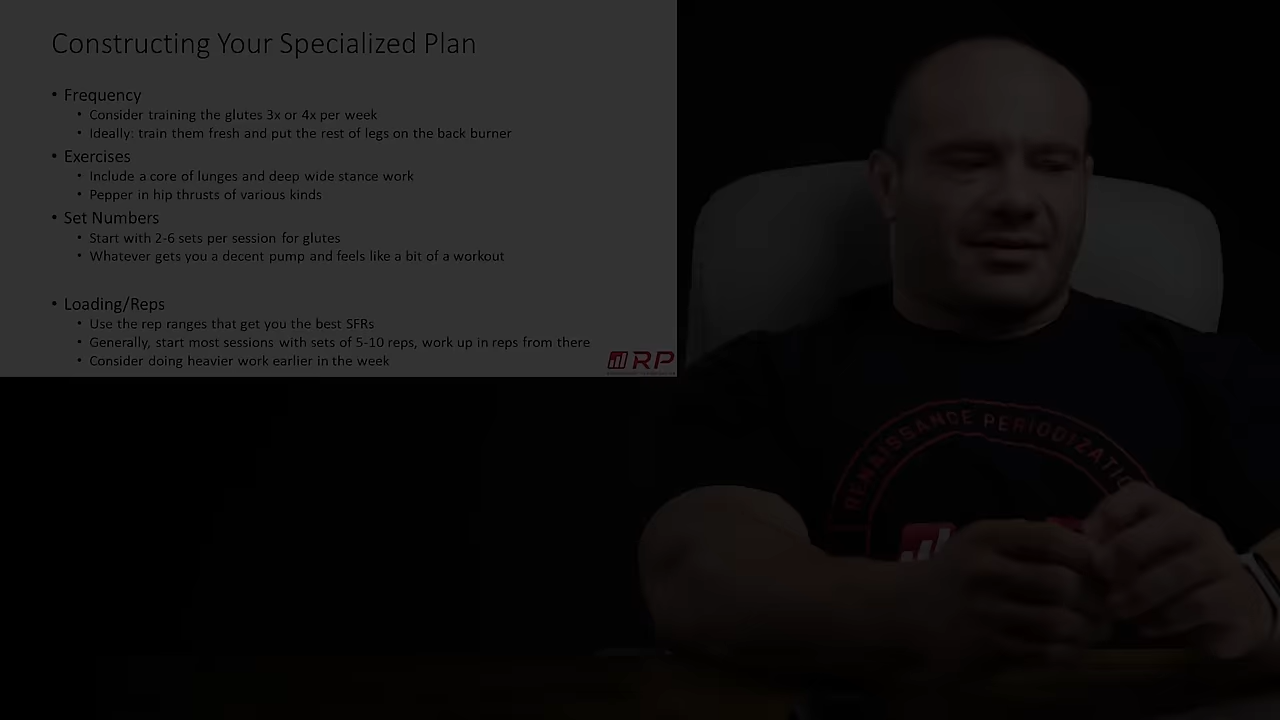 Constructing Your Specialized Plan
• Frequency
• Consider training the glutes 3x or 4x per week
• Ideally: train them fresh and put the rest of legs on the back burner
• Exercises
• Include a core of lunges and deep wide stance work
• Pepper in hip thrusts of various kinds
• Set Numbers
• Start with 2-6 sets per session for glutes
• Whatever gets you a decent pump and feels like a bit of a workout
• Loading/Reps
• Use the rep ranges that get you the best SFRs
• Generally, start most sessions with sets of 5-10 reps, work up in reps from there
• Consider doing heavier work earlier in the week
RP
RENAISSANCE PERIODIZATIO